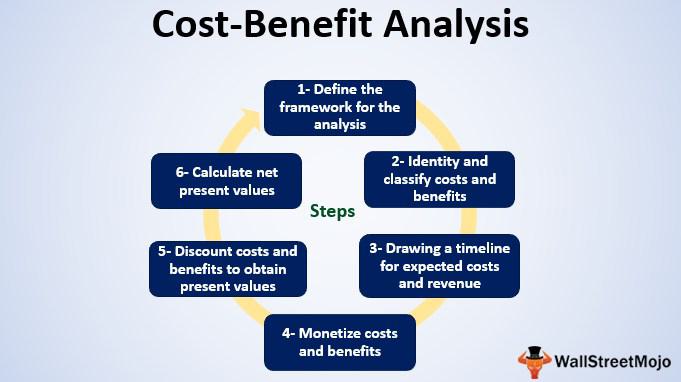 Cost-Benefit Analysis
1- Define the
framework for the
analysis
2- Identity and
classify costs and
benefits
3- Drawing a timeline
for expected costs
and revenue
4- Monetize costs
and benefits
5- Discount costs and
benefits to obtain
present values
6- Calculate net
present values
Steps
WallStreetMojo